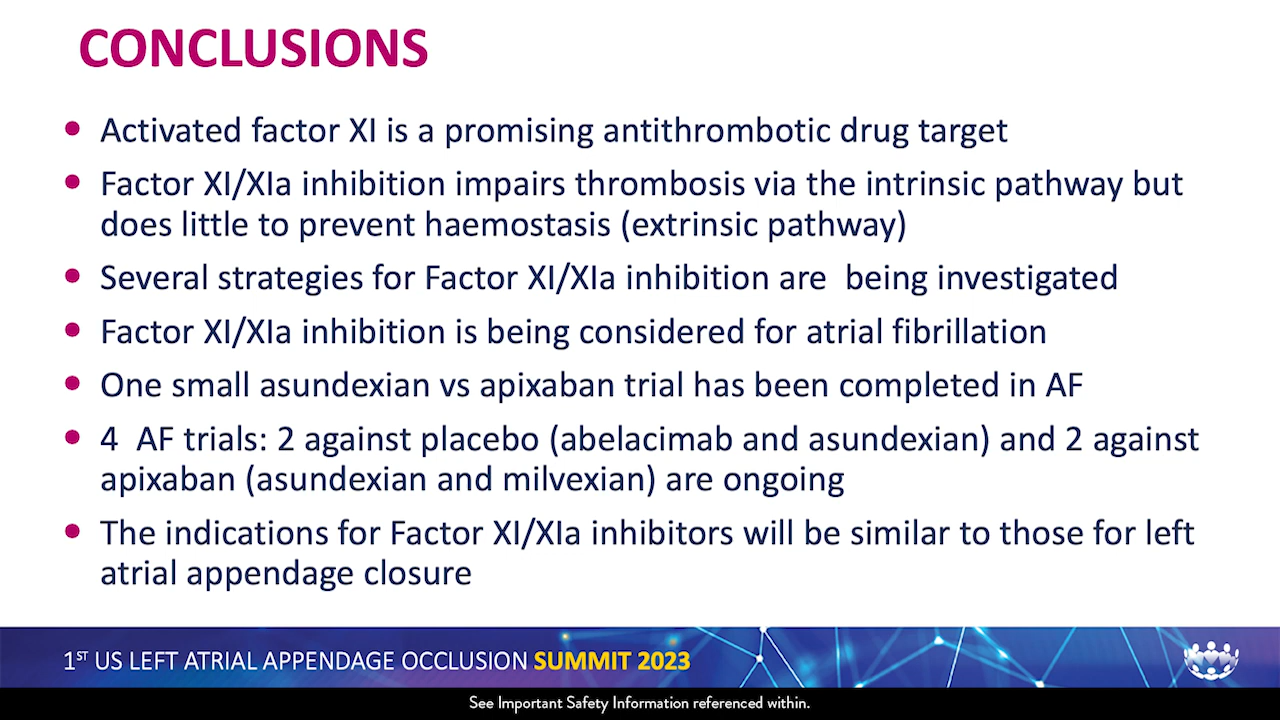 CONCLUSIONS
• Activated factor XI is a promising antithrombotic drug target
• Factor XI/XIa inhibition impairs thrombosis via the intrinsic pathway but
does little to prevent haemostasis (extrinsic pathway)
• Several strategies for Factor XI/XIa inhibition are  being investigated
• Factor XI/XIa inhibition is being considered for atrial fibrillation
• One small asundexian vs apixaban trial has been completed in AF
• 4  AF trials: 2 against placebo (abelacimab and asundexian) and 2 against
apixaban (asundexian and milvexian) are ongoing
• The indications for Factor XI/XIa inhibitors will be similar to those for left
atrial appendage closure
1ST US LEFT ATRIAL APPENDAGE OCCLUSION SUMMIT 2023
See Important Safety Information referenced within.